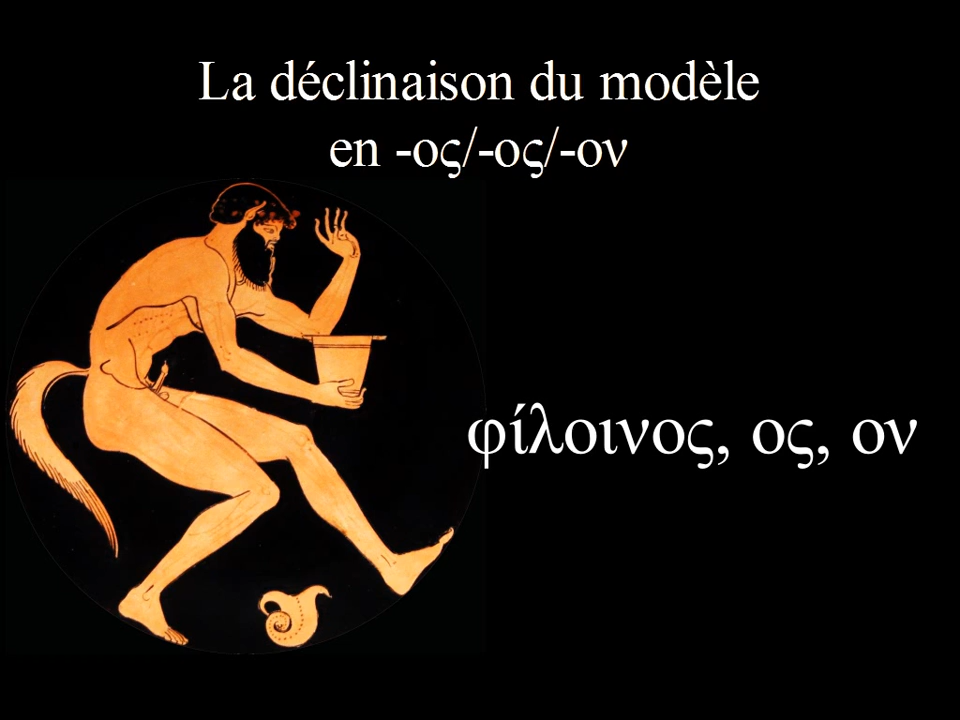 La déclinaison du modèle
en -ος/-ος/-ον
φίλοινος, ος, ον